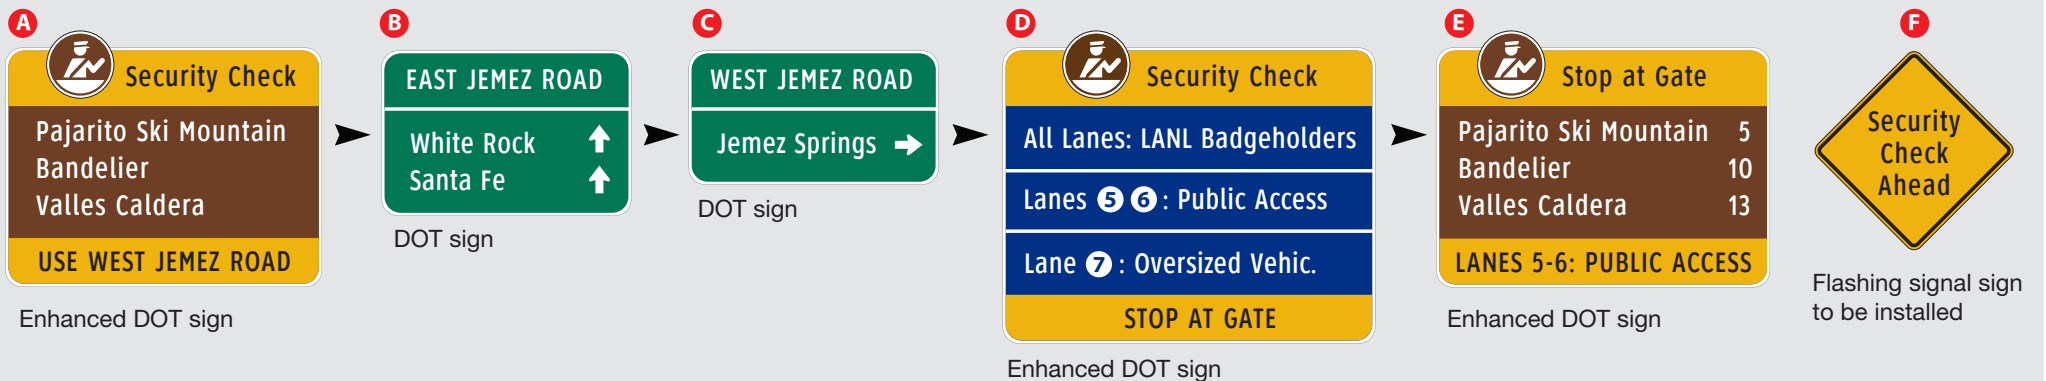 A
Security Check
Pajarito Ski Mountain
Bandelier
Valles Caldera
USE WEST JEMEZ ROAD
Enhanced DOT sign
B
EAST JEMEZ ROAD
White Rock
Santa Fe
DOT sign
C
WEST JEMEZ ROAD
Jemez Springs
DOT sign
D
Security Check
All Lanes: LANL Badgeholders
Lanes 5 6 : Public Access
Lane 7 : Oversized Vehic.
STOP AT GATE
Enhanced DOT sign
E
Stop at Gate
Pajarito Ski Mountain 5
Bandelier 10
Valles Caldera 13
LANES 5-6: PUBLIC ACCESS
Enhanced DOT sign
F
Security
Check
Ahead
Flashing signal sign
to be installed